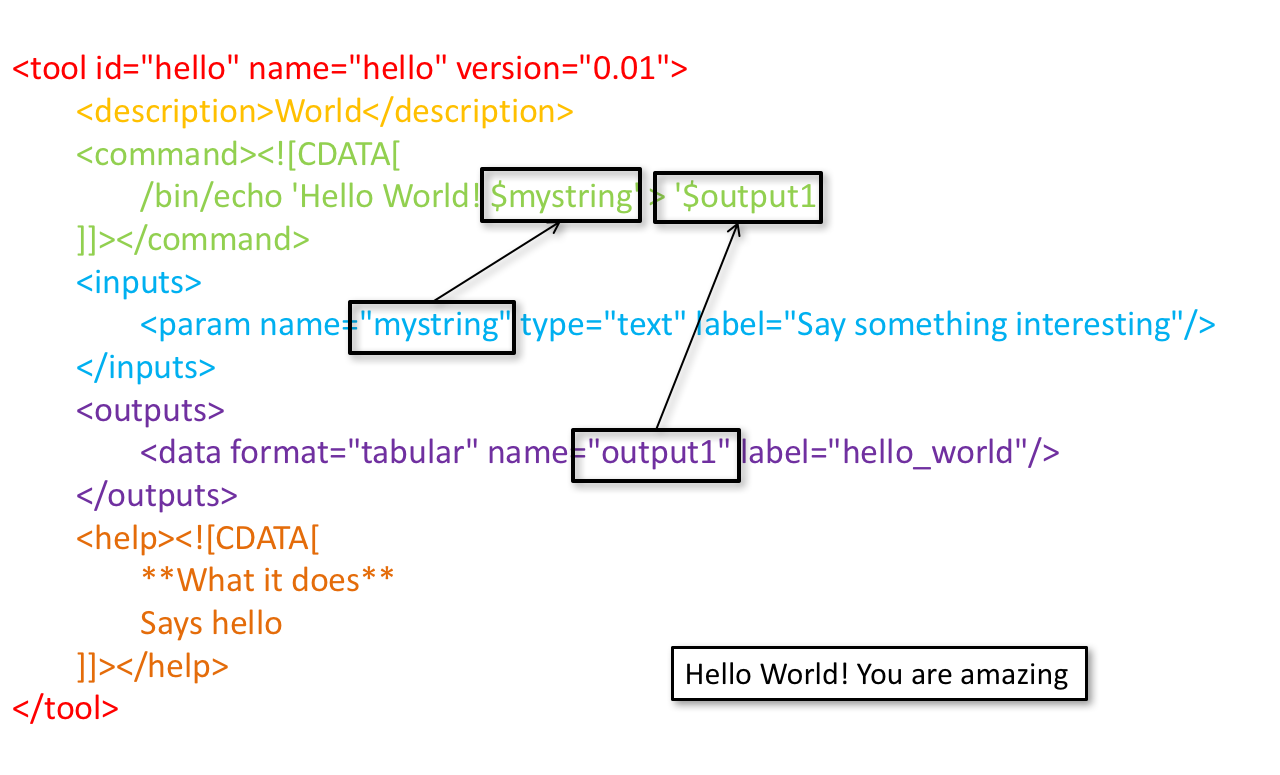 <tool id="hello" name="hello" version="0.01">
<description>World</description>
<command><![CDATA[
/bin/echo 'Hello World! $mystring' > '$output1
]]></command>
<inputs>
<param name="mystring" type="text" label="Say something interesting"/>
</inputs>
<outputs>
<data format="tabular" name="output1" label="hello_world"/>
</outputs>
<help><![CDATA[
**What it does**
Says hello
]]></help>
Hello World! You are amazing
</tool>